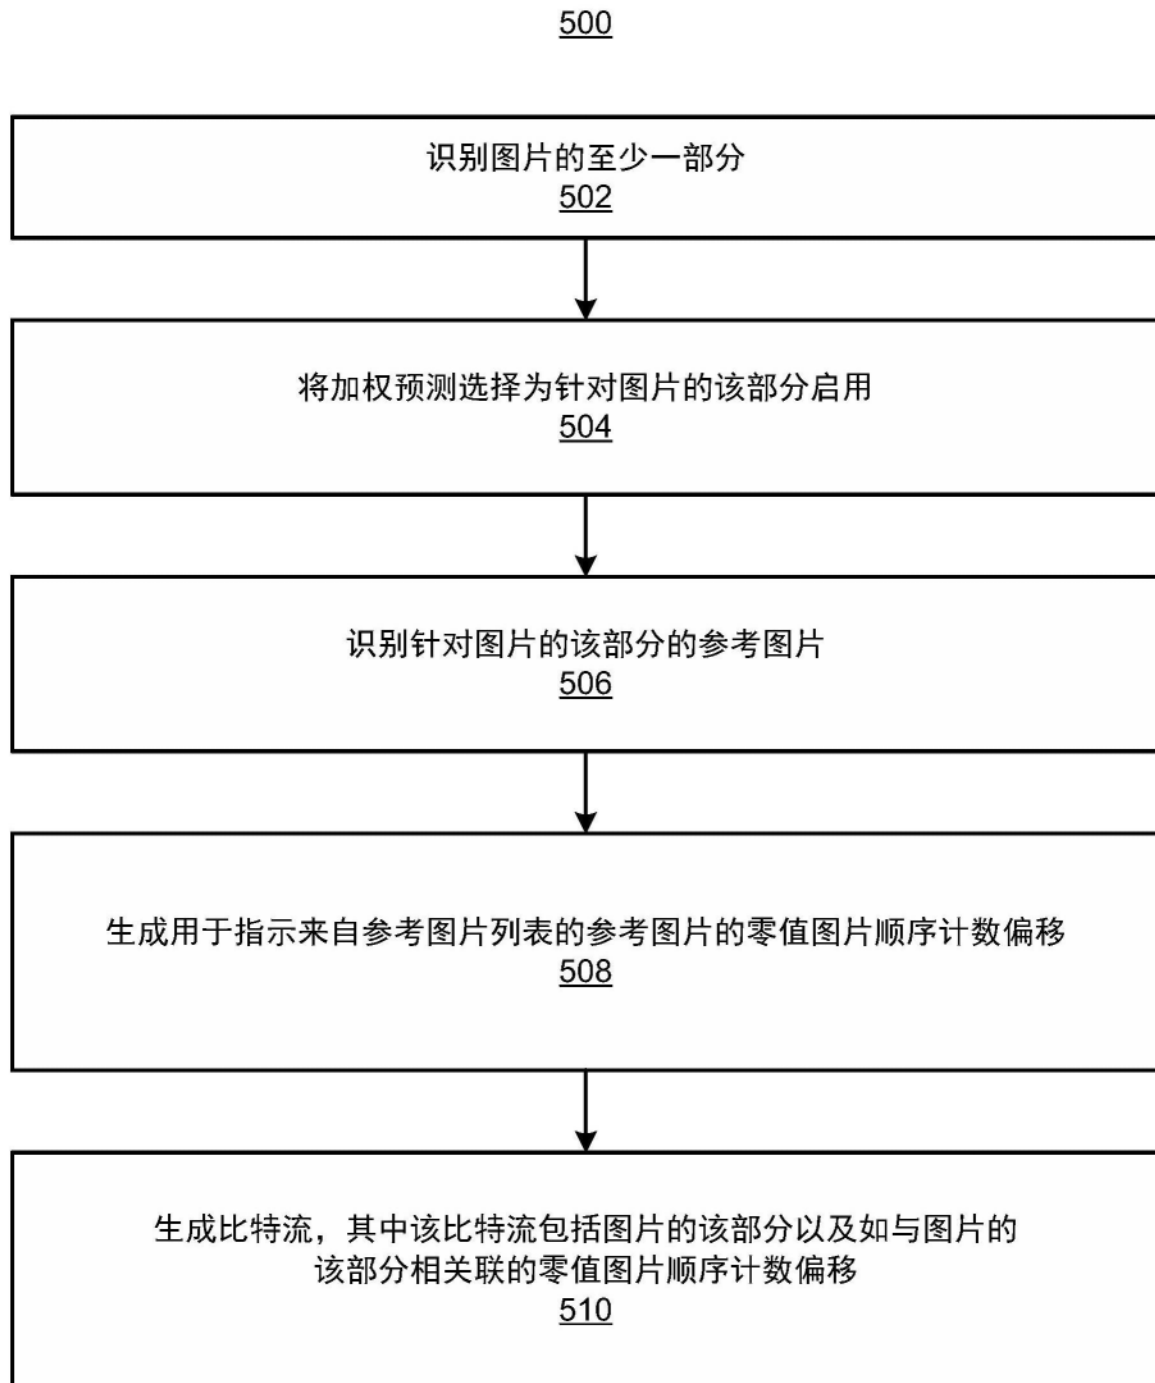 500
识别图片的至少一部分
502
将加权预测选择为针对图片的该部分启用
504
识别针对图片的该部分的参考图片
506
生成用于指示来自参考图片列表的参考图片的零值图片顺序计数偏移
508
生成比特流，其中该比特流包括图片的该部分以及如与图片的
该部分相关联的零值图片顺序计数偏移
510